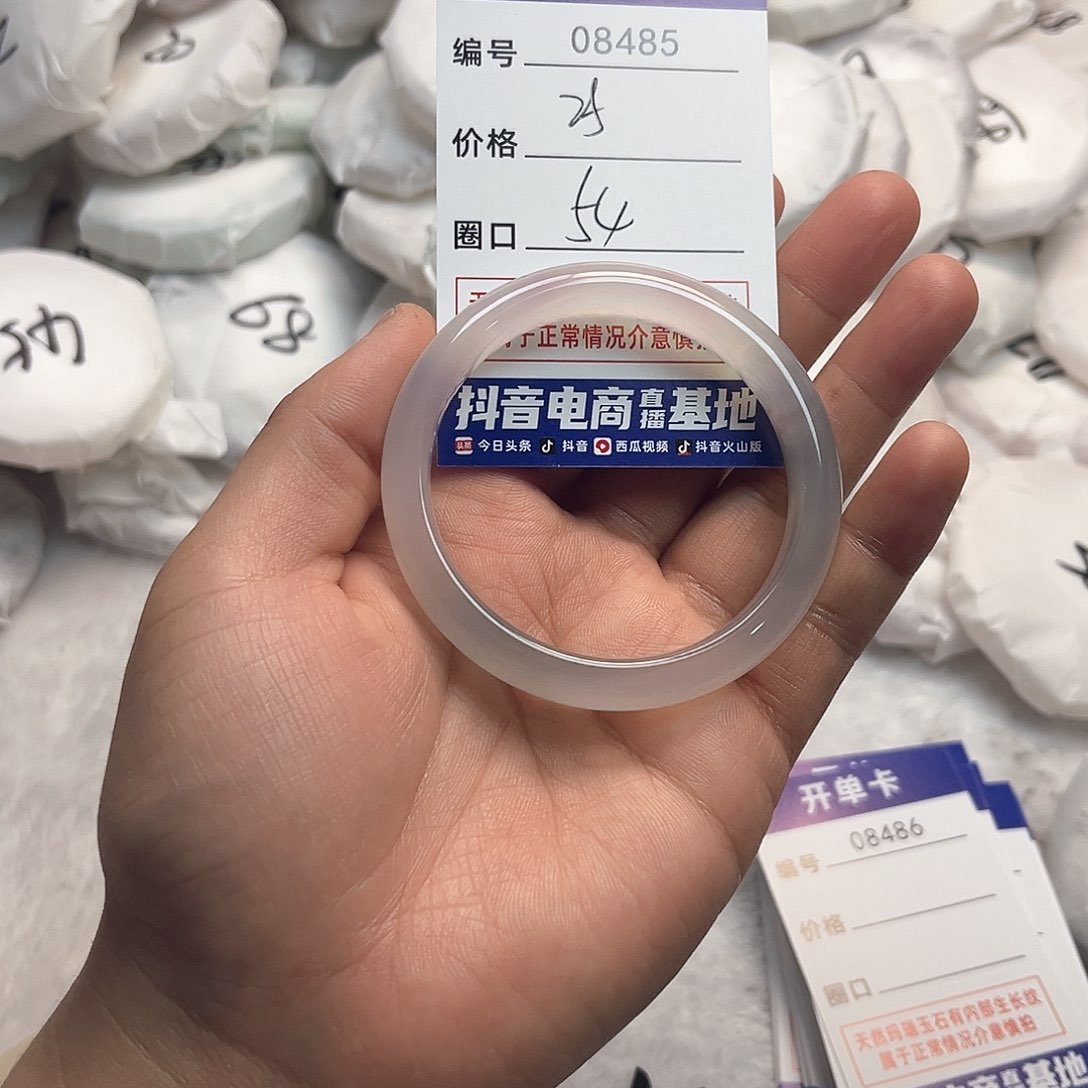 编号 08485
价格 25
圈口 54
于正常情况介意慎
抖音电商直播基地
今日头条 抖音 西瓜视频 抖音火山版
68
开单卡
编号 08486
价格
圈口
天然玛瑙玉石有内部生长纹
属于正常情况介意慎拍